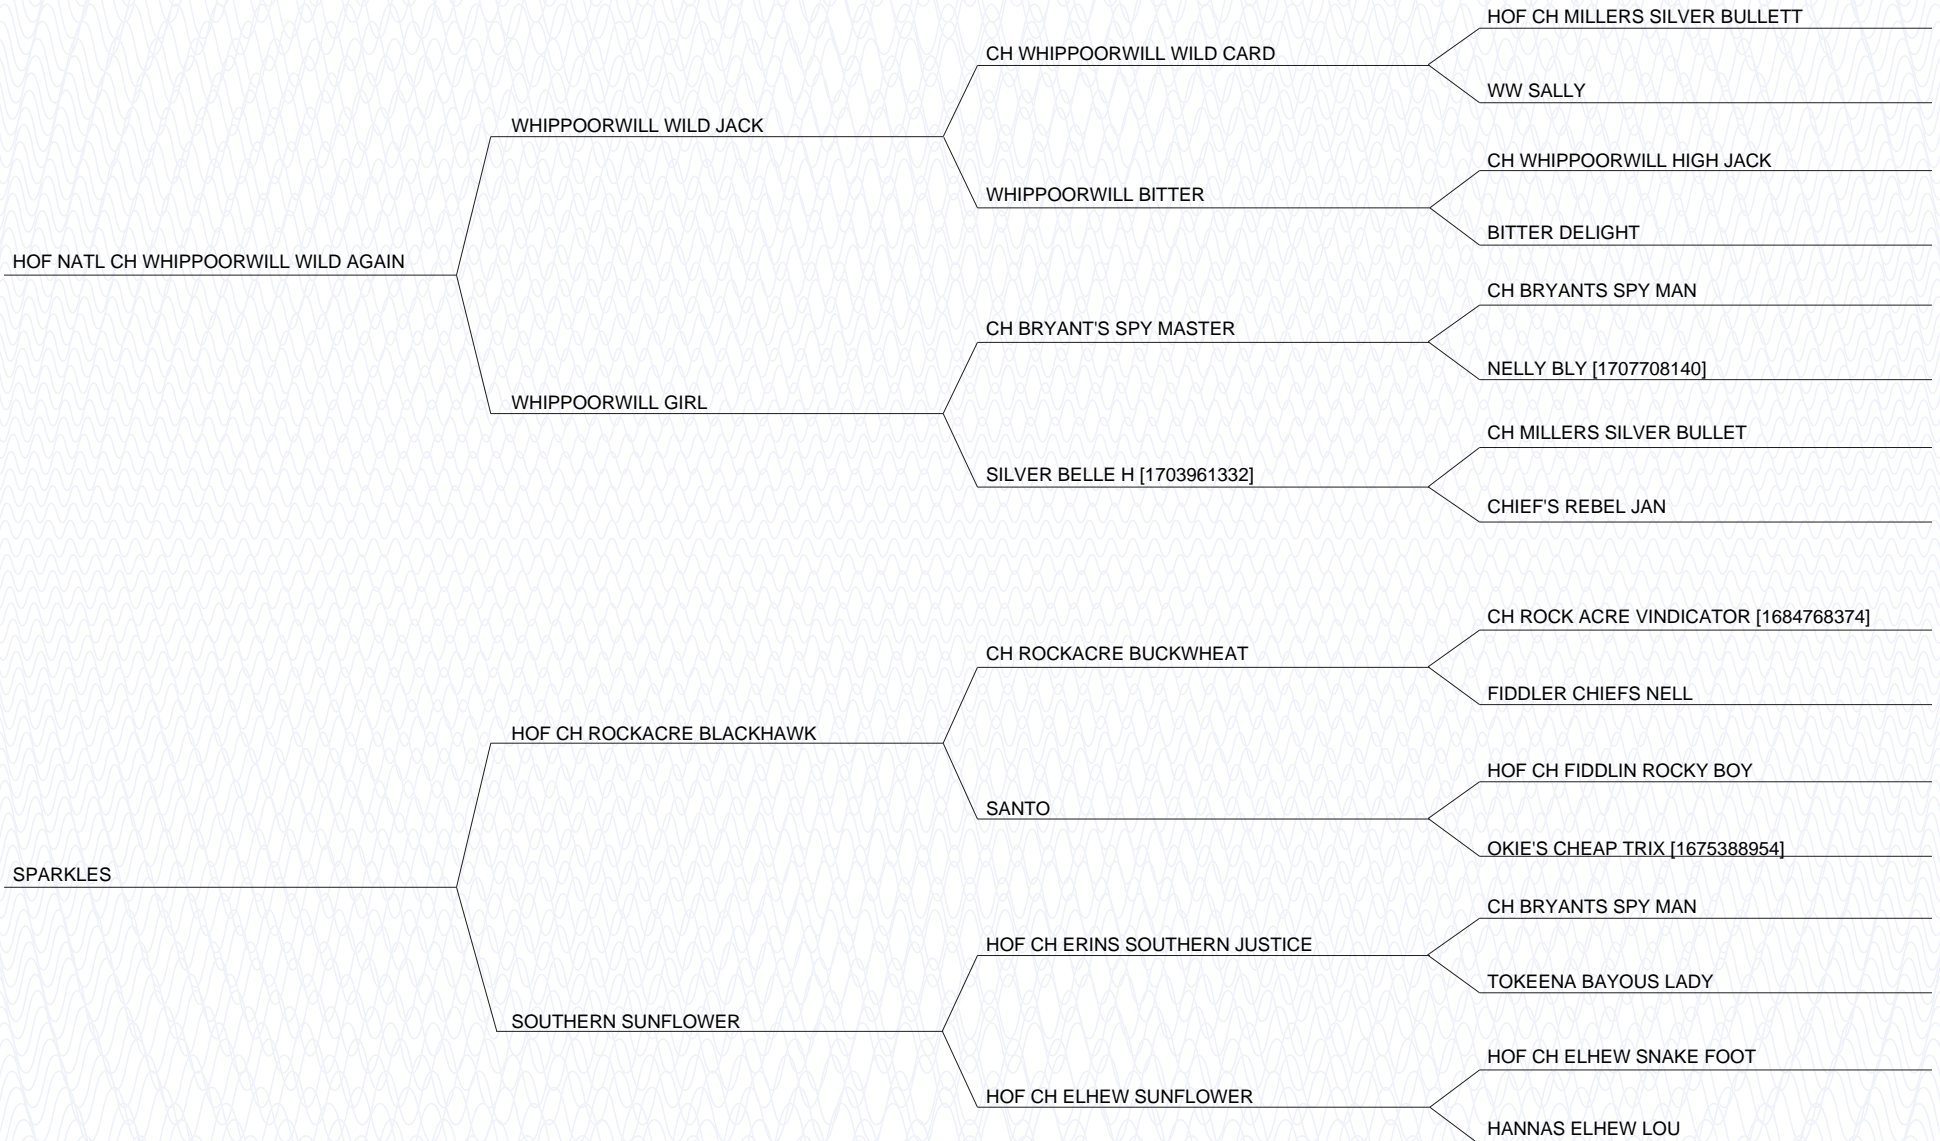 HOF CH MILLERS SILVER BULLETT
CH WHIPPOORWILL WILD CARD
WW SALLY
WHIPPOORWILL WILD JACK
CH WHIPPOORWILL HIGH JACK
WHIPPOORWILL BITTER
BITTER DELIGHT
HOF NATL CH WHIPPOORWILL WILD AGAIN
CH BRYANTS SPY MAN
CH BRYANT'S SPY MASTER
NELLY BLY [1707708140]
WHIPPOORWILL GIRL
CH MILLERS SILVER BULLET
SILVER BELLE H [1703961332]
CHIEF'S REBEL JAN
CH ROCK ACRE VINDICATOR [1684768374]
CH ROCKACRE BUCKWHEAT
FIDDLER CHIEFS NELL
HOF CH ROCKACRE BLACKHAWK
HOF CH FIDDLIN ROCKY BOY
SANTO
OKIE'S CHEAP TRIX [1675388954]
SPARKLES
CH BRYANTS SPY MAN
HOF CH ERINS SOUTHERN JUSTICE
TOKEENA BAYOUS LADY
SOUTHERN SUNFLOWER
HOF CH ELHEW SNAKE FOOT
HOF CH ELHEW SUNFLOWER
HANNAS ELHEW LOU